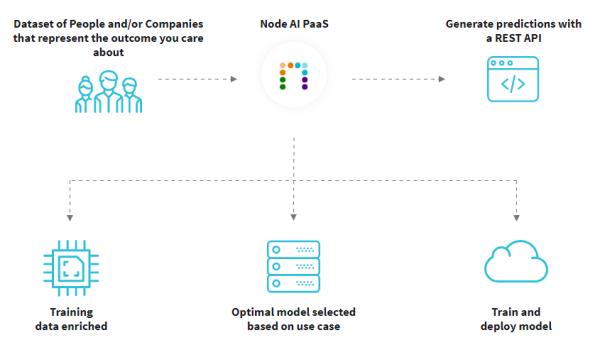 Dataset of People and/or Companies
that represent the outcome you care
about
Node AI PaaS
Generate predictions with
a REST API
</>
Training
data enriched
Optimal model selected
based on use case
Train and
deploy model